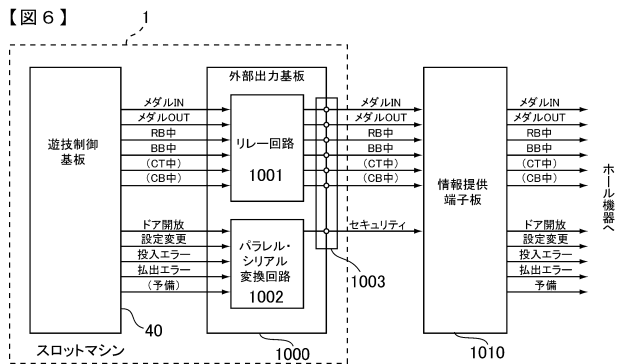 【図６】
1
遊技制御
基板
40
スロットマシン
メダルIN
メダルOUT
RB中
BB中
(CT中)
(CB中)
ドア開放
設定変更
投入エラー
払出エラー
(予備)
外部出力基板
リレー回路
1001
パラレル・
シリアル
変換回路
1002
1000
1003
メダルIN
メダルOUT
RB中
BB中
(CT中)
(CB中)
セキュリティ
情報提供
端子板
1010
メダルIN
メダルOUT
RB中
BB中
(CT中)
(CB中)
ドア開放
設定変更
投入エラー
払出エラー
予備
ホール機器へ